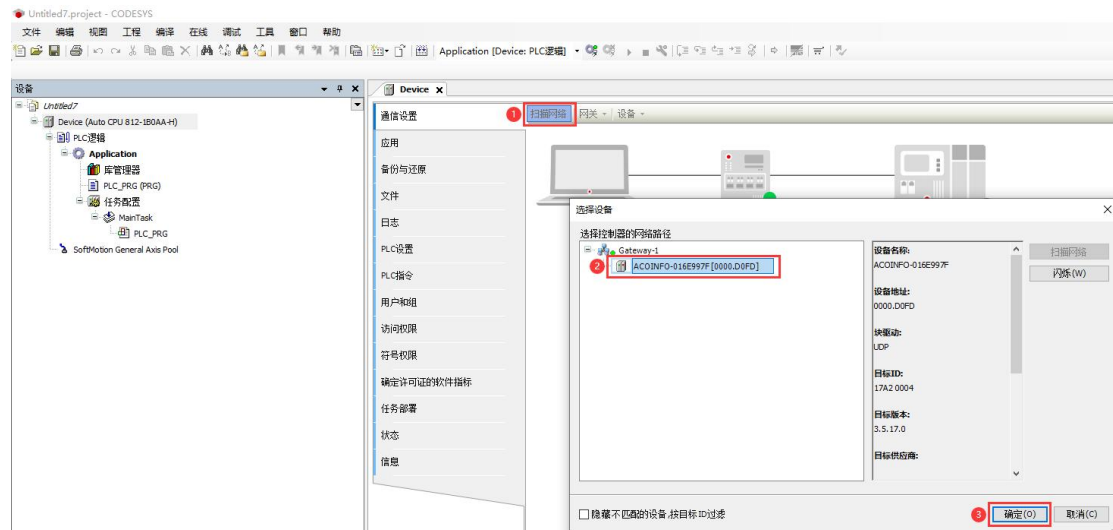 Untitled7.project - CODESYS
文件 编辑 视图 工程 编译 在线 调试 工具 窗口 帮助
Application [Device: PLC逻辑]
设备
Untitled7
Device (Auto CPU 812-1B0AA-H)
PLC逻辑
Application
库管理器
PLC_PRG (PRG)
任务配置
MainTask
PLC_PRG
SoftMotion General Axis Pool
Device
通信设置
应用
备份与还原
文件
日志
PLC设置
PLC指令
用户和组
访问权限
符号权限
确定许可证的软件指标
任务部署
状态
信息
1 扫描网络 网关 设备
选择设备
选择控制器的网络路径
Gateway-1
2 ACOINFO-016E997F [0000.D0FD]
设备名称:
ACOINFO-016E997F
设备地址:
0000.D0FD
块驱动:
UDP
目标ID:
17A2 0004
目标版本:
3.5.17.0
目标供应商:
扫描网络
闪烁(W)
隐藏不匹配的设备,按目标ID过滤
3 确定(O) 取消(C)